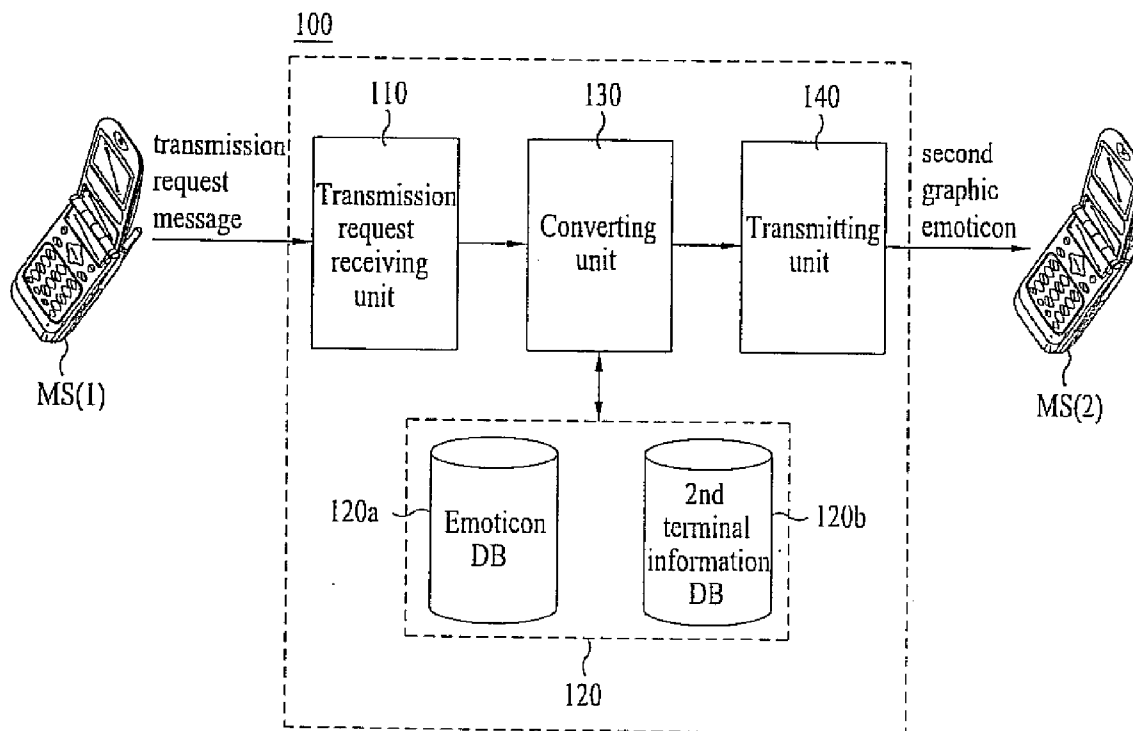 100
110
130
140
transmission
request
message
Transmission
request
receiving
unit
Converting
unit
Transmitting
unit
second
graphic
emoticon
MS(1)
MS(2)
120a
Emoticon
DB
2nd
terminal
information
DB
120b
120